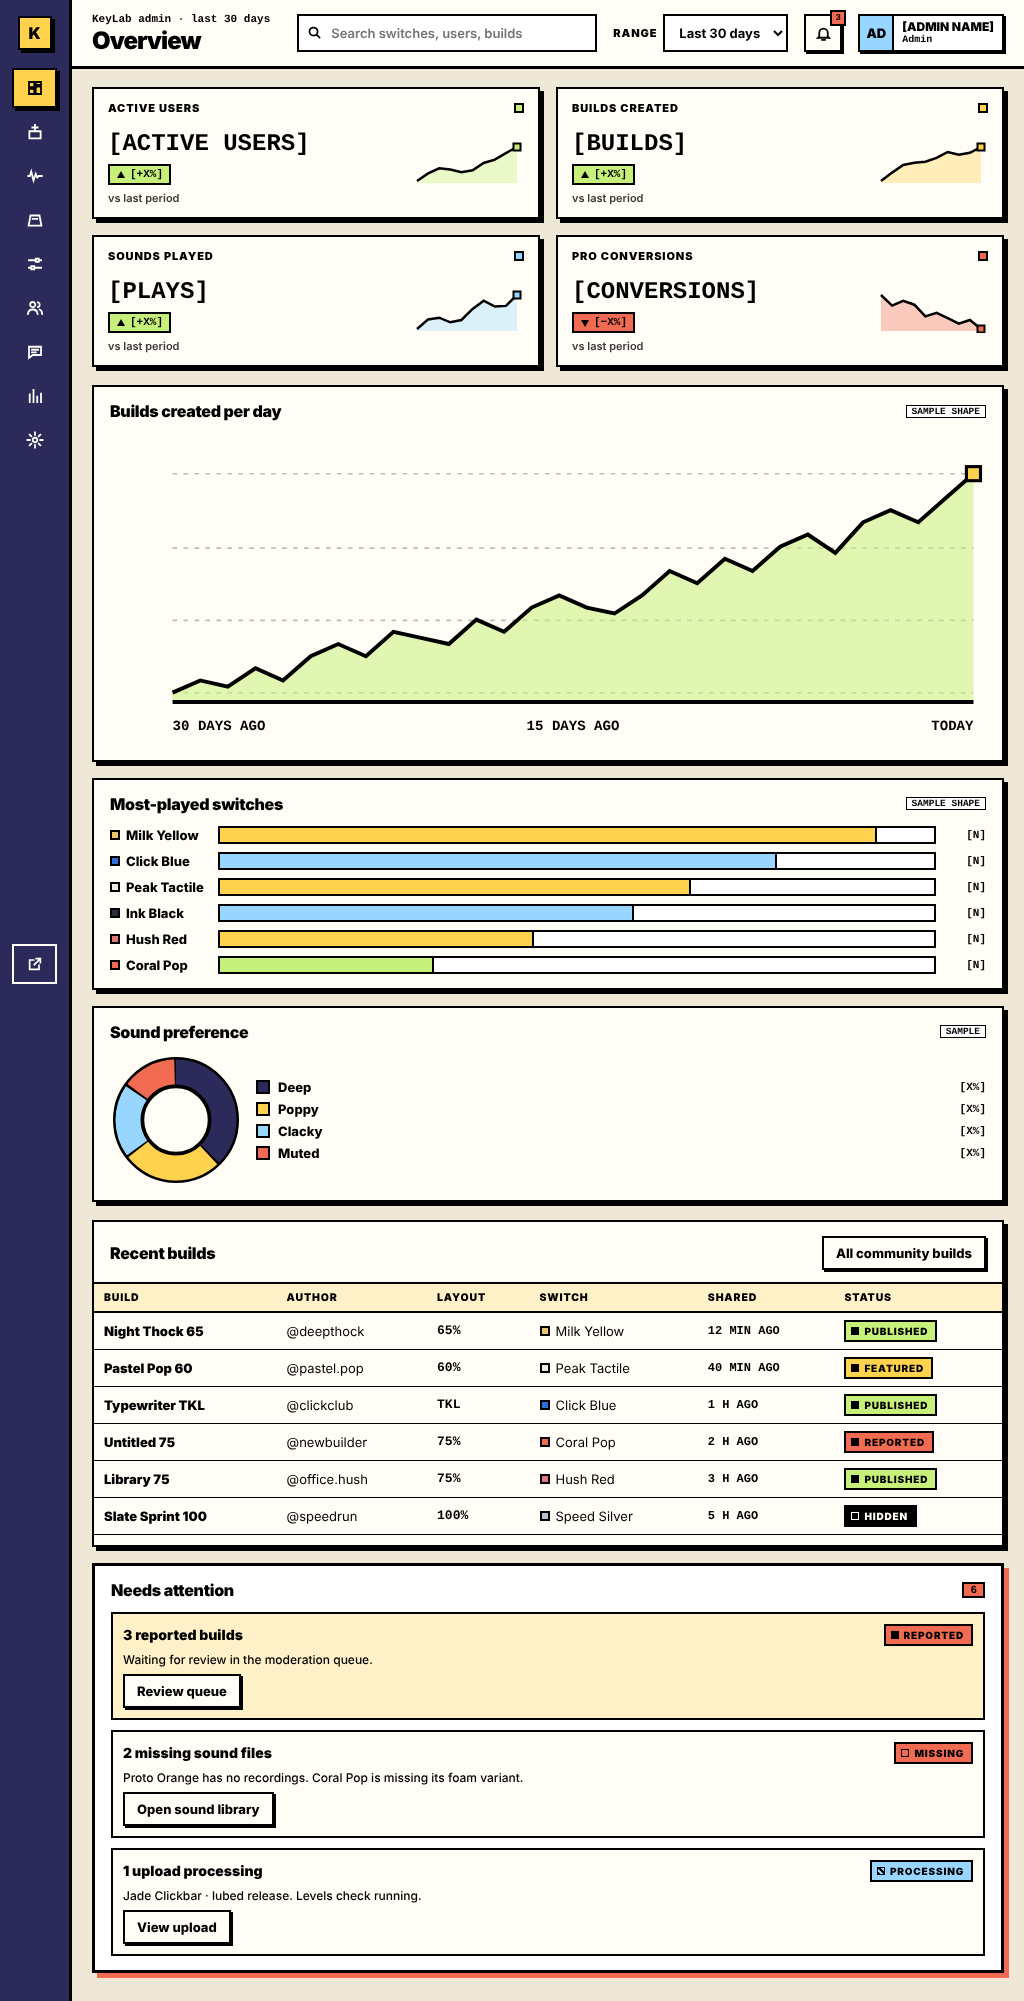 K
KeyLab admin · last 30 days
Overview
Search switches, users, builds
RANGE
Last 30 days
3
AD
[ADMIN NAME]
Admin
ACTIVE USERS
[ACTIVE USERS]
▲ [+X%]
vs last period
BUILDS CREATED
[BUILDS]
▲ [+X%]
vs last period
SOUNDS PLAYED
[PLAYS]
▲ [+X%]
vs last period
PRO CONVERSIONS
[CONVERSIONS]
▼ [−X%]
vs last period
Builds created per day
SAMPLE SHAPE
30 DAYS AGO
15 DAYS AGO
TODAY
Most-played switches
SAMPLE SHAPE
Milk Yellow [N]
Click Blue [N]
Peak Tactile [N]
Ink Black [N]
Hush Red [N]
Coral Pop [N]
Sound preference
SAMPLE
Deep [X%]
Poppy [X%]
Clacky [X%]
Muted [X%]
Recent builds
All community builds
BUILD AUTHOR LAYOUT SWITCH SHARED STATUS
Night Thock 65 @deepthock 65% Milk Yellow 12 MIN AGO PUBLISHED
Pastel Pop 60 @pastel.pop 60% Peak Tactile 40 MIN AGO FEATURED
Typewriter TKL @clickclub TKL Click Blue 1 H AGO PUBLISHED
Untitled 75 @newbuilder 75% Coral Pop 2 H AGO REPORTED
Library 75 @office.hush 75% Hush Red 3 H AGO PUBLISHED
Slate Sprint 100 @speedrun 100% Speed Silver 5 H AGO HIDDEN
Needs attention
6
3 reported builds
REPORTED
Waiting for review in the moderation queue.
Review queue
2 missing sound files
MISSING
Proto Orange has no recordings. Coral Pop is missing its foam variant.
Open sound library
1 upload processing
PROCESSING
Jade Clickbar · lubed release. Levels check running.
View upload